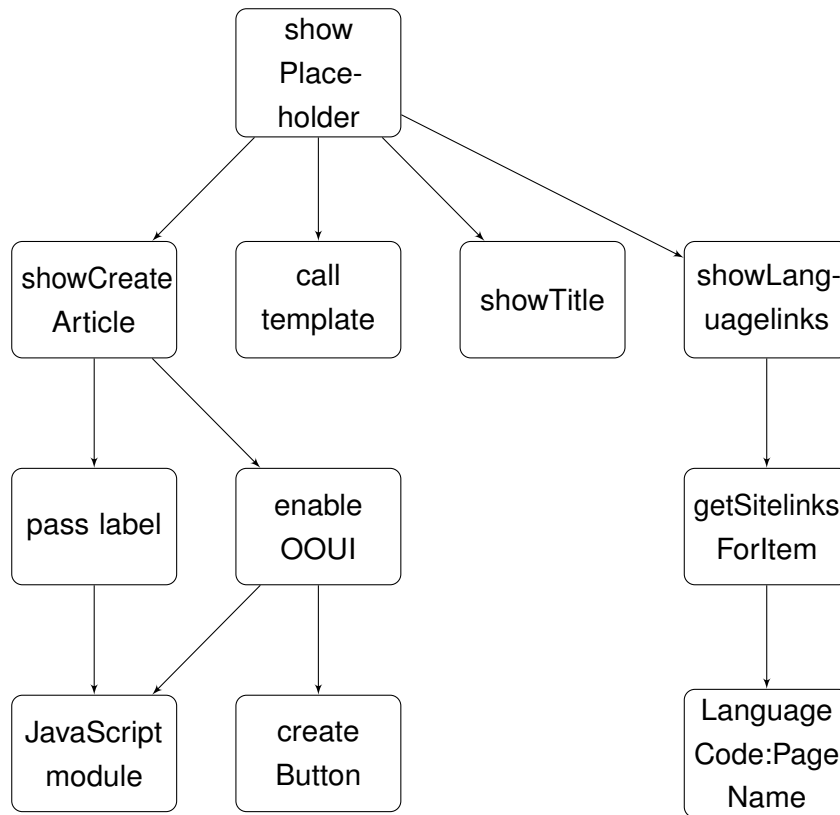 show
Place-
holder
showCreate
Article
call
template
showTitle
showLang-
uagelinks
pass label
enable
OOUI
getSitelinks
ForItem
JavaScript
module
create
Button
Language
Code:Page
Name